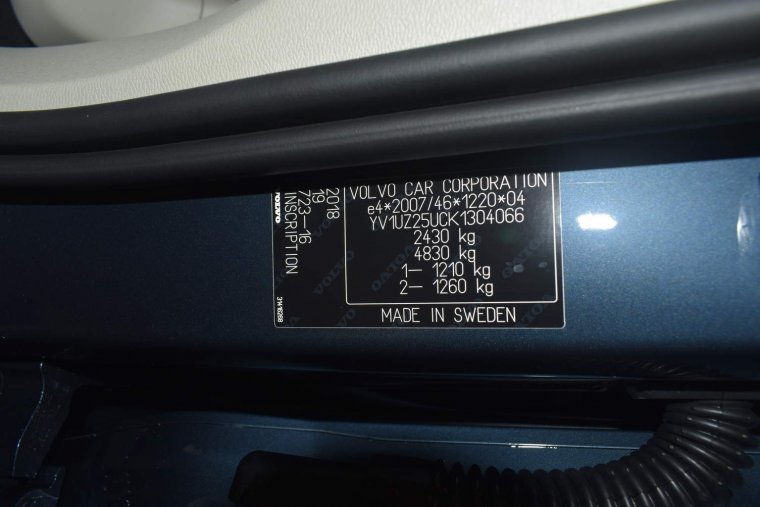 VOLVO CAR CORPORATION
e4*2007/46*1220*04
YV1UZ25UCK1304066
2430 kg
4830 kg
1– 1210 kg
2– 1260 kg
MADE IN SWEDEN
2018
19
723–16
INSCRIPTION
VOLVO